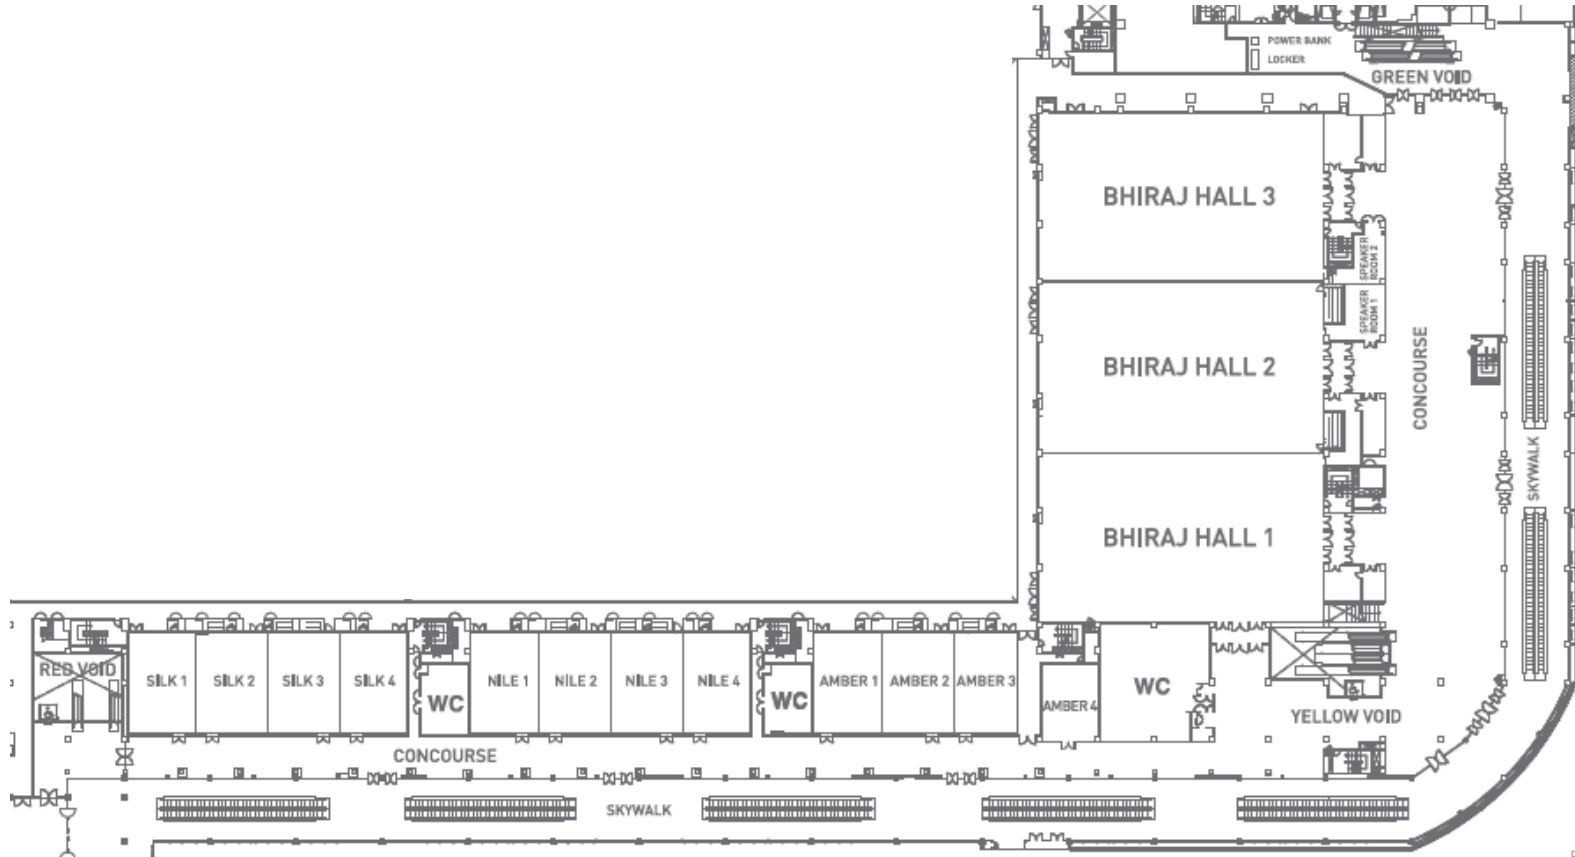 POWER BANK
LOCKER
GREEN VOID
BHIRAJ HALL 3
SPEAKER
ROOM 2
SPEAKER
ROOM 1
CONCOURSE
BHIRAJ HALL 2
SKYWALK
BHIRAJ HALL 1
RED VOID
SILK 1
SILK 2
SILK 3
SILK 4
WC
NILE 1
NILE 2
NILE 3
NILE 4
WC
AMBER 1
AMBER 2
AMBER 3
AMBER 4
WC
YELLOW VOID
CONCOURSE
SKYWALK